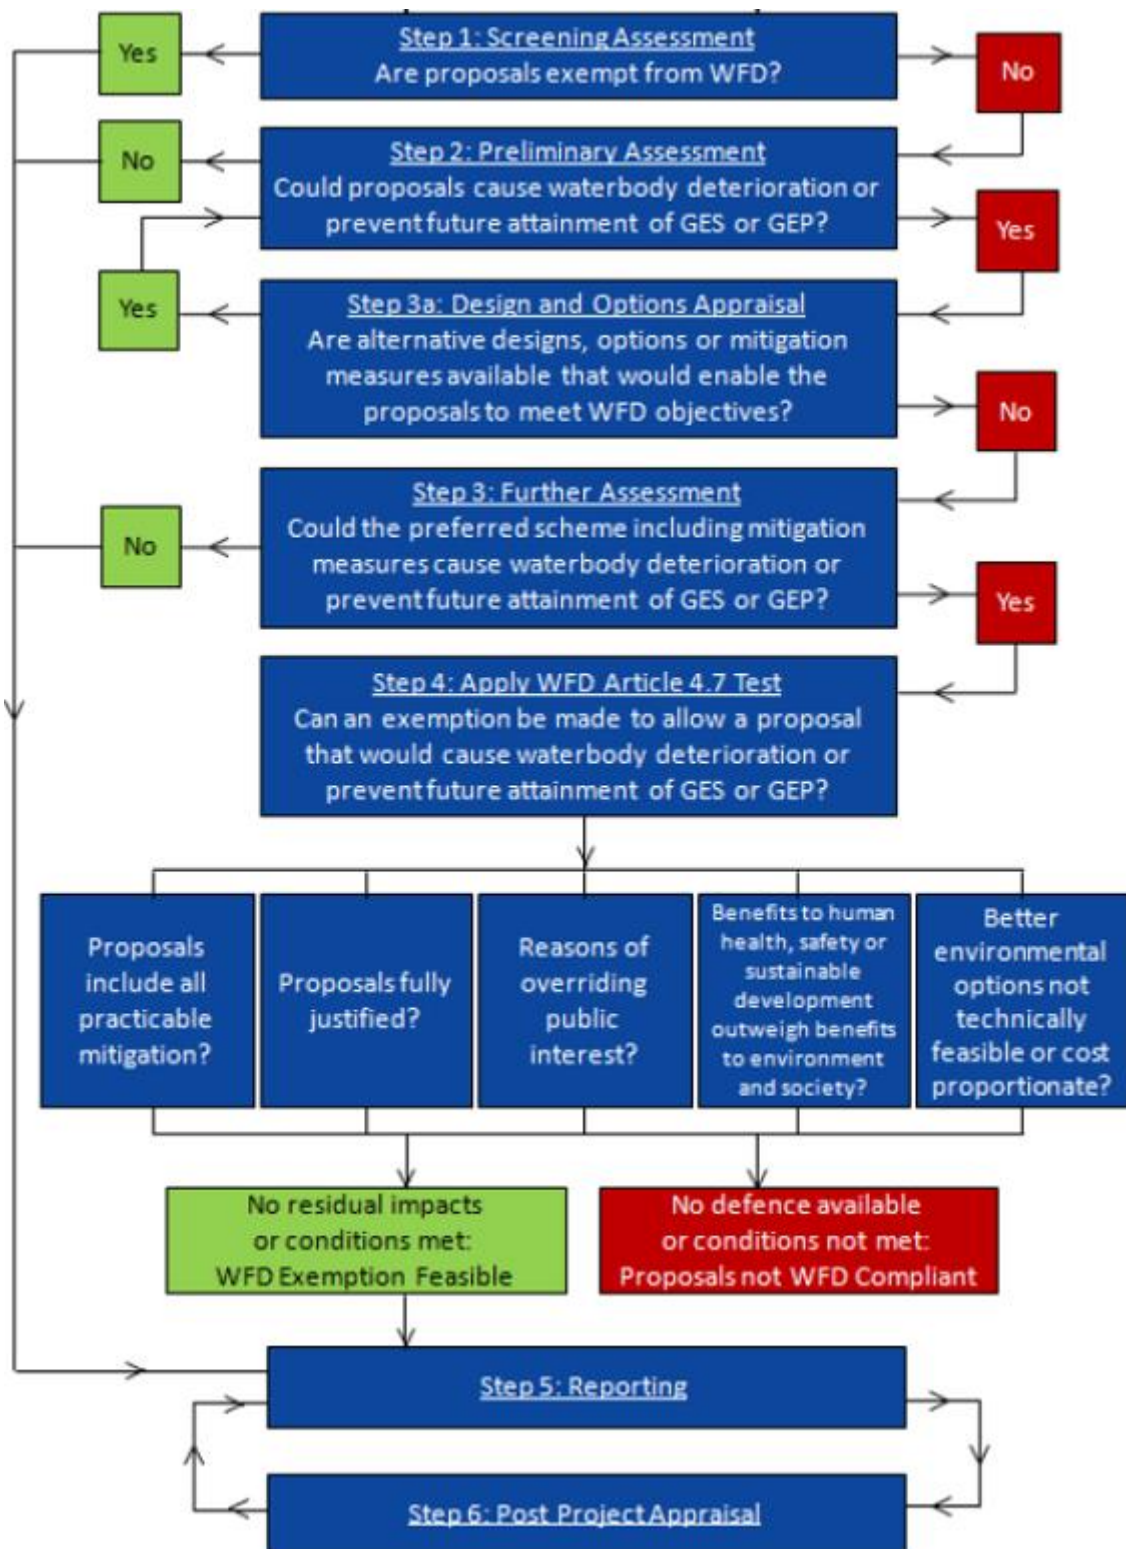 Step 1: Screening Assessment
Are proposals exempt from WFD?
Yes
No
Step 2: Preliminary Assessment
Could proposals cause waterbody deterioration or
prevent future attainment of GES or GEP?
No
Yes
Step 3a: Design and Options Appraisal
Are alternative designs, options or mitigation
measures available that would enable the
proposals to meet WFD objectives?
Yes
No
Step 3: Further Assessment
Could the preferred scheme including mitigation
measures cause waterbody deterioration or
prevent future attainment of GES or GEP?
No
Yes
Step 4: Apply WFD Article 4.7 Test
Can an exemption be made to allow a proposal
that would cause waterbody deterioration or
prevent future attainment of GES or GEP?
Proposals
include all
practicable
mitigation?
Proposals fully
justified?
Reasons of
overriding
public
interest?
Benefits to human
health, safety or
sustainable
development
outweigh benefits
to environment
and society?
Better
environmental
options not
technically
feasible or cost
proportionate?
No residual impacts
or conditions met:
WFD Exemption Feasible
No defence available
or conditions not met:
Proposals not WFD Compliant
Step 5: Reporting
Step 6: Post Project Appraisal